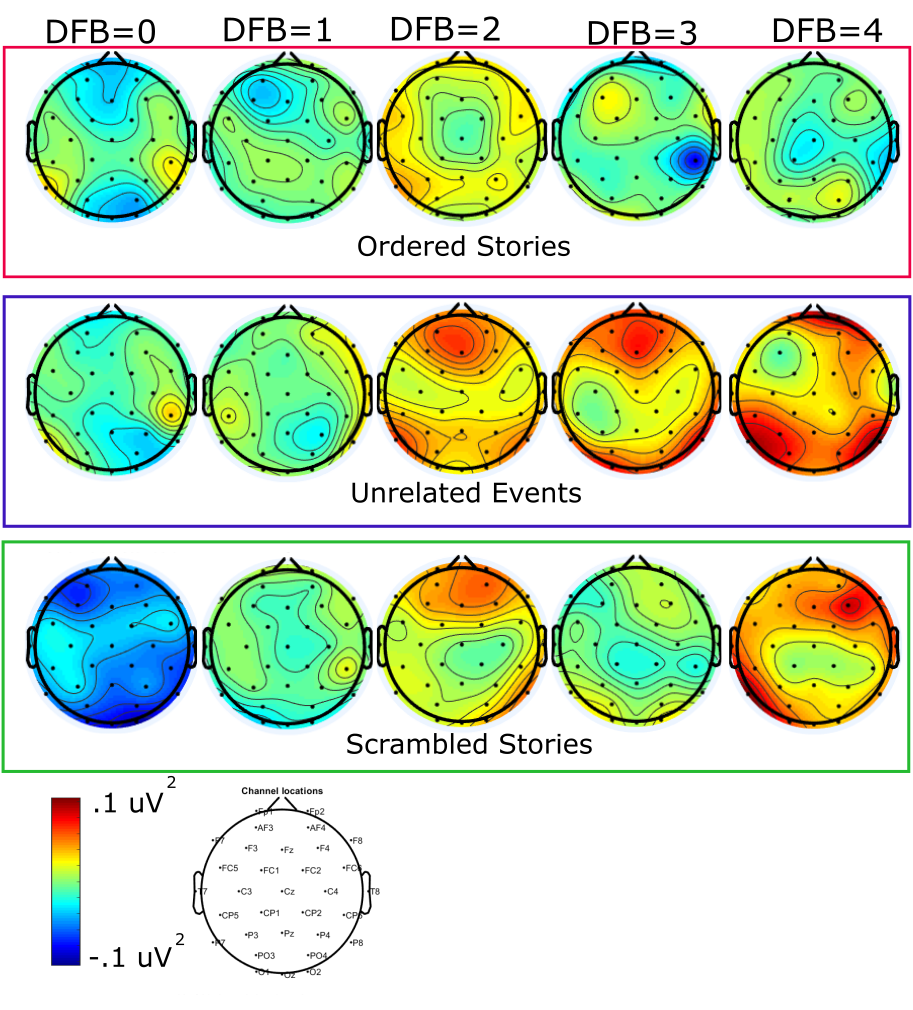 DFB=0 DFB=1 DFB=2 DFB=3 DFB=4
Ordered Stories
Unrelated Events
Scrambled Stories
.1 uV2
-.1 uV2
Channel locations
Fp1 Fp2
AF3 AF4
F7 F8
F3 Fz F4
FC5 FC1 FC2 FC6
T7 C3 Cz C4 T8
CP5 CP1 CP2 CP6
P7 P3 Pz P4 P8
PO3 PO4
O1 Oz O2